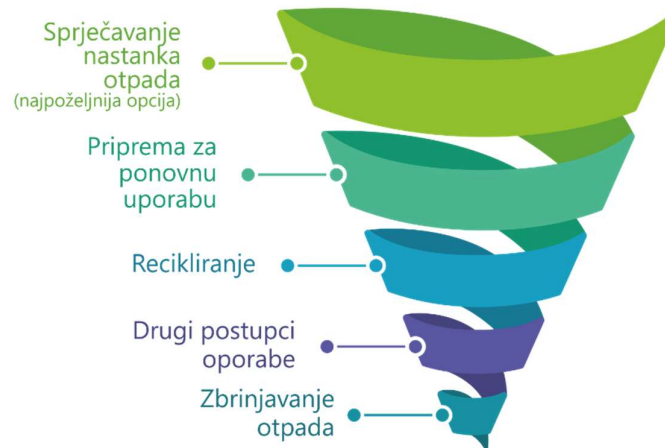 Sprječavanje
nastanka
otpada
(najpoželjnija opcija)
Priprema za
ponovnu
uporabu
Recikliranje
Drugi postupci
oporabe
Zbrinjavanje
otpada